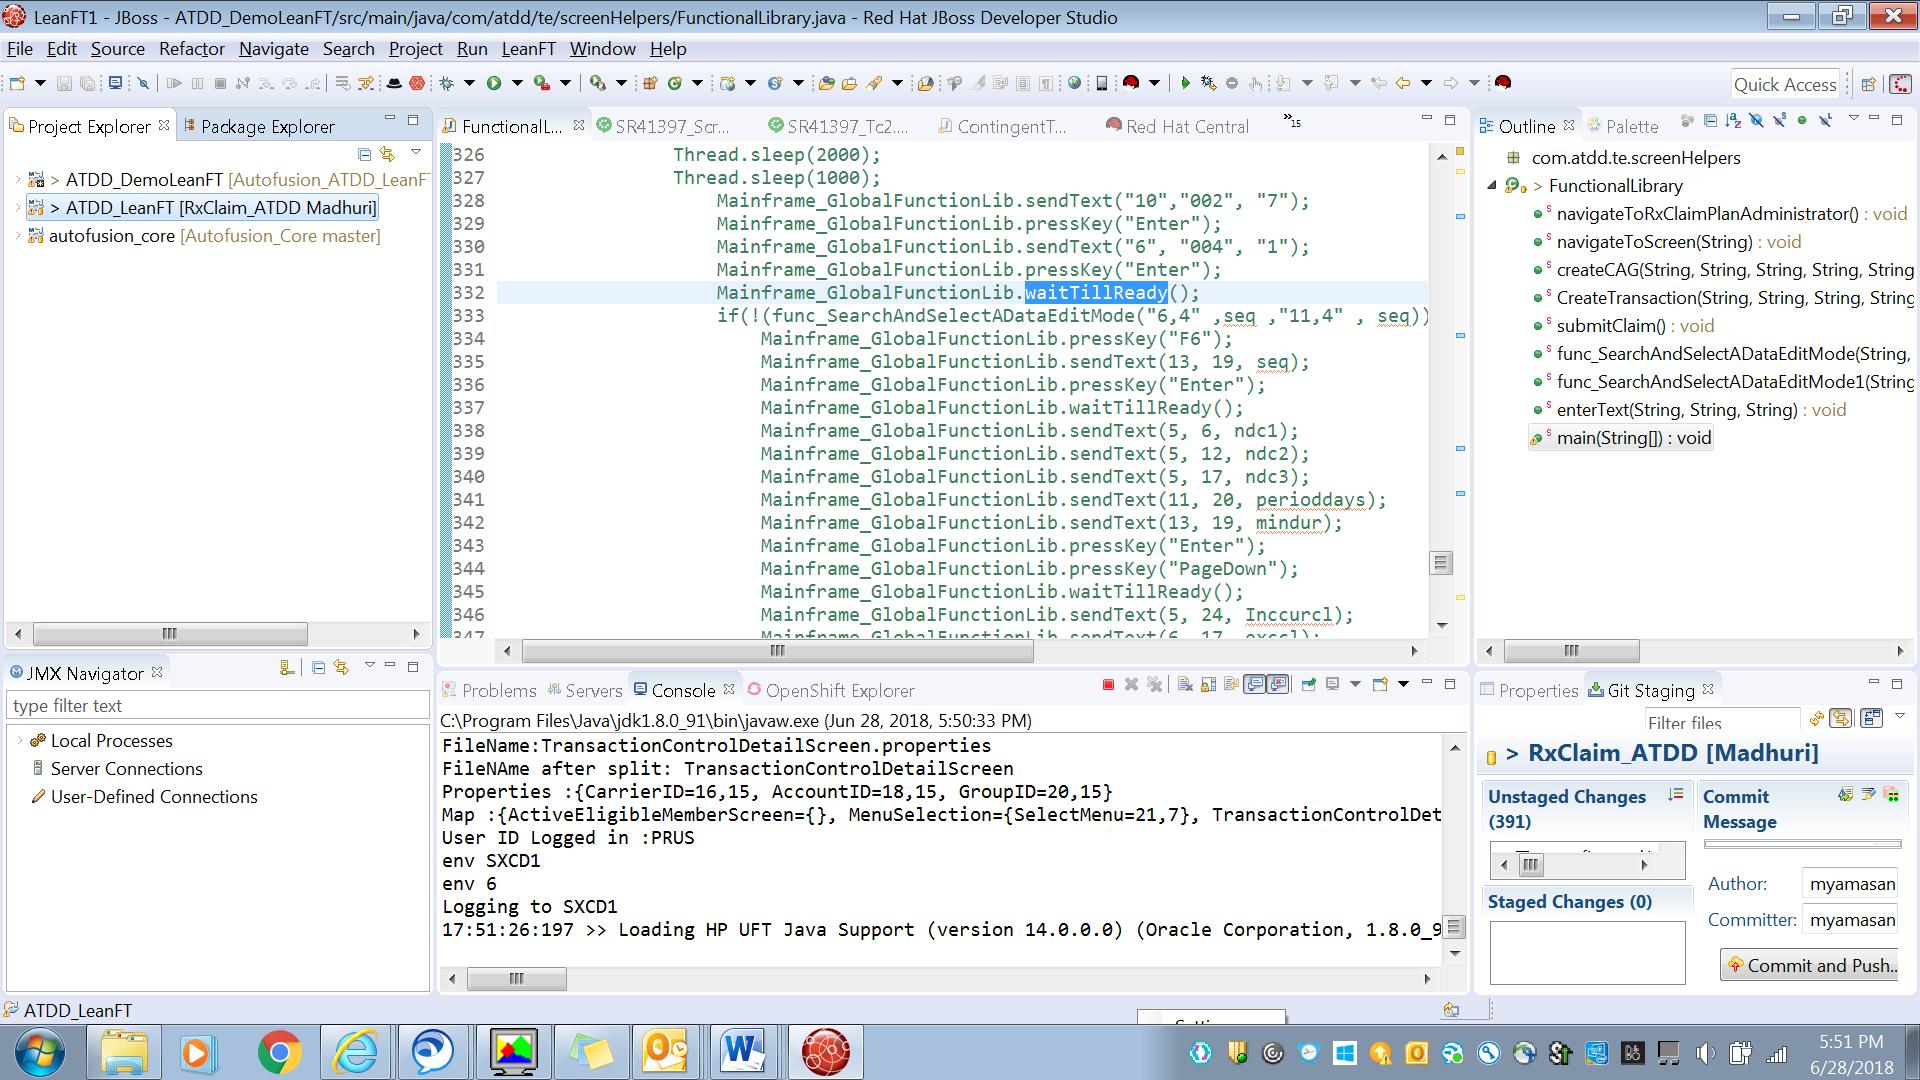 LeanFT1 - JBoss - ATDD_DemoLeanFT/src/main/java/com/atdd/te/screenHelpers/FunctionalLibrary.java - Red Hat JBoss Developer Studio
File Edit Source Refactor Navigate Search Project Run LeanFT Window Help
Quick Access
Project Explorer
Package Explorer
> ATDD_DemoLeanFT [Autofusion_ATDD_LeanF
> ATDD_LeanFT [RxClaim_ATDD Madhuri]
autofusion_core [Autofusion_Core master]
JMX Navigator
type filter text
Local Processes
Server Connections
User-Defined Connections
FunctionalL...
SR41397_Scr...
SR41397_Tc2....
ContingentT...
Red Hat Central
»15
326 Thread.sleep(2000);
327 Thread.sleep(1000);
328 Mainframe_GlobalFunctionLib.sendText("10","002", "7");
329 Mainframe_GlobalFunctionLib.pressKey("Enter");
330 Mainframe_GlobalFunctionLib.sendText("6", "004", "1");
331 Mainframe_GlobalFunctionLib.pressKey("Enter");
332 Mainframe_GlobalFunctionLib.waitTillReady();
333 if(!(func_SearchAndSelectADataEditMode("6,4" ,seq ,"11,4" , seq))
334 Mainframe_GlobalFunctionLib.pressKey("F6");
335 Mainframe_GlobalFunctionLib.sendText(13, 19, seq);
336 Mainframe_GlobalFunctionLib.pressKey("Enter");
337 Mainframe_GlobalFunctionLib.waitTillReady();
338 Mainframe_GlobalFunctionLib.sendText(5, 6, ndc1);
339 Mainframe_GlobalFunctionLib.sendText(5, 12, ndc2);
340 Mainframe_GlobalFunctionLib.sendText(5, 17, ndc3);
341 Mainframe_GlobalFunctionLib.sendText(11, 20, perioddays);
342 Mainframe_GlobalFunctionLib.sendText(13, 19, mindur);
343 Mainframe_GlobalFunctionLib.pressKey("Enter");
344 Mainframe_GlobalFunctionLib.pressKey("PageDown");
345 Mainframe_GlobalFunctionLib.waitTillReady();
346 Mainframe_GlobalFunctionLib.sendText(5, 24, Inccurcl);
347 Mainframe_GlobalFunctionLib.sendText(6, 17, exccl);
Problems
Servers
Console
OpenShift Explorer
C:\Program Files\Java\jdk1.8.0_91\bin\javaw.exe (Jun 28, 2018, 5:50:33 PM)
FileName:TransactionControlDetailScreen.properties
FileNAme after split: TransactionControlDetailScreen
Properties :{CarrierID=16,15, AccountID=18,15, GroupID=20,15}
Map :{ActiveEligibleMemberScreen={}, MenuSelection={SelectMenu=21,7}, TransactionControlDet
User ID Logged in :PRUS
env SXCD1
env 6
Logging to SXCD1
17:51:26:197 >> Loading HP UFT Java Support (version 14.0.0.0) (Oracle Corporation, 1.8.0_9
Outline
Palette
com.atdd.te.screenHelpers
> FunctionalLibrary
navigateToRxClaimPlanAdministrator() : void
navigateToScreen(String) : void
createCAG(String, String, String, String, String
CreateTransaction(String, String, String, String
submitClaim() : void
func_SearchAndSelectADataEditMode(String,
func_SearchAndSelectADataEditMode1(String
enterText(String, String, String) : void
main(String[]) : void
Properties
Git Staging
Filter files
> RxClaim_ATDD [Madhuri]
Unstaged Changes (391)
Staged Changes (0)
Commit Message
Author: myamasan
Committer: myamasan
Commit and Push...
ATDD_LeanFT
5:51 PM
6/28/2018